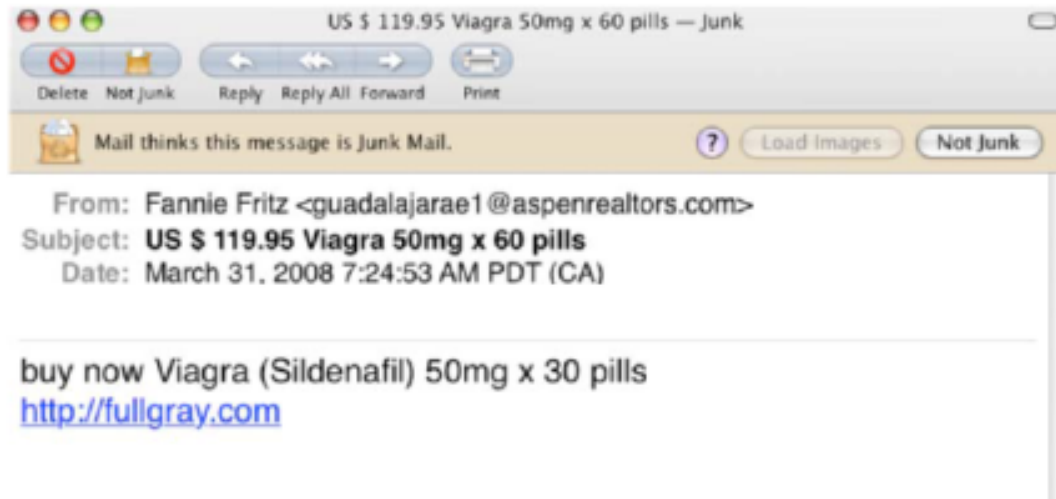 US $ 119.95 Viagra 50mg x 60 pills — Junk
Delete Not Junk Reply Reply All Forward Print
Mail thinks this message is Junk Mail. ? Load Images Not Junk
From: Fannie Fritz <guadalajarae1@aspenrealtors.com>
Subject: US $ 119.95 Viagra 50mg x 60 pills
Date: March 31, 2008 7:24:53 AM PDT (CA)
buy now Viagra (Sildenafil) 50mg x 30 pills
http://fullgray.com